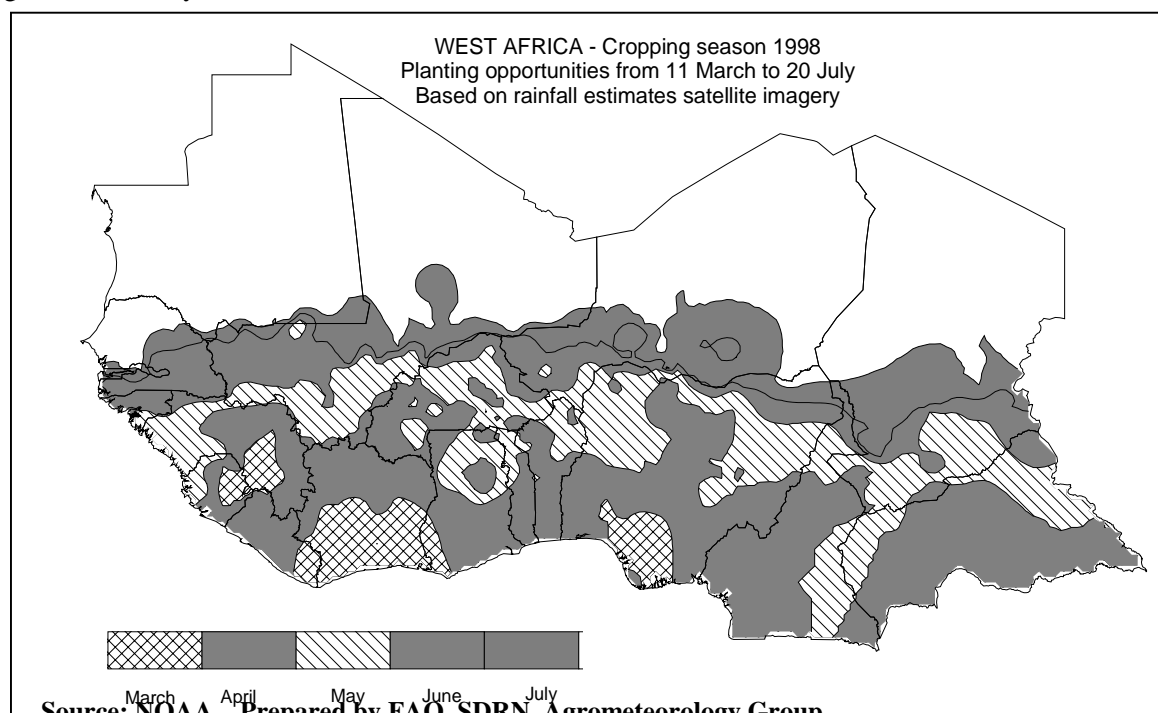 WEST AFRICA - Cropping season 1998
Planting opportunities from 11 March to 20 July
Based on rainfall estimates satellite imagery
March April May June July
Source: NOAA Prepared by FAO, SDRN, Agrometeorology Group